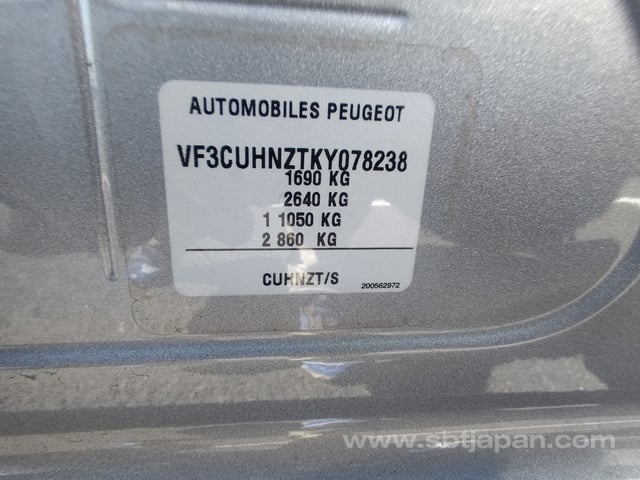 AUTOMOBILES PEUGEOT
VF3CUHNZTKY078238
1690 KG
2640 KG
1 1050 KG
2 860 KG
CUHNZT/S
200562972
www.sbtjapan.com